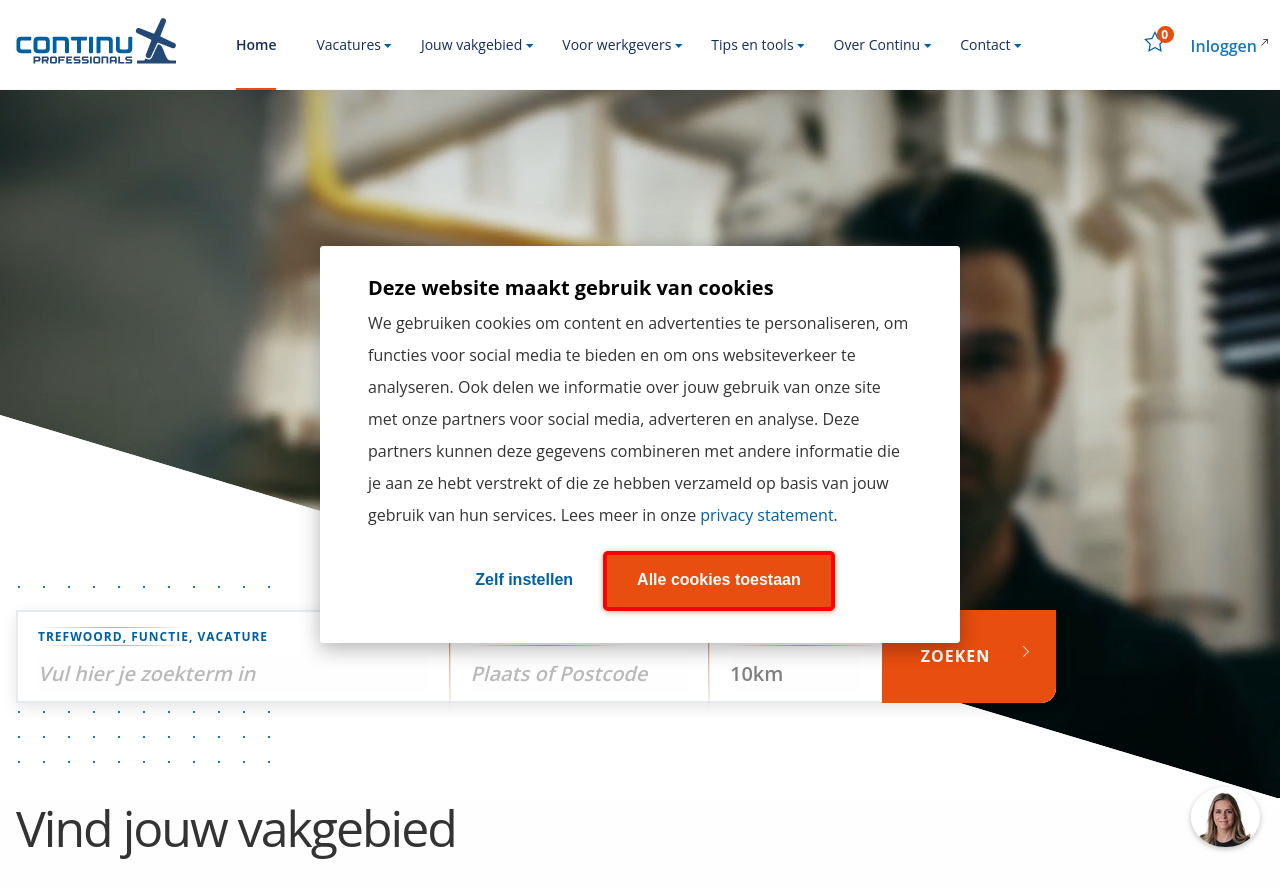 CONTINU
PROFESSIONALS
Home
Vacatures
Jouw vakgebied
Voor werkgevers
Tips en tools
Over Continu
Contact
0
Inloggen
Deze website maakt gebruik van cookies
We gebruiken cookies om content en advertenties te personaliseren, om
functies voor social media te bieden en om ons websiteverkeer te
analyseren. Ook delen we informatie over jouw gebruik van onze site
met onze partners voor social media, adverteren en analyse. Deze
partners kunnen deze gegevens combineren met andere informatie die
je aan ze hebt verstrekt of die ze hebben verzameld op basis van jouw
gebruik van hun services. Lees meer in onze privacy statement.
Zelf instellen
Alle cookies toestaan
TREFWOORD, FUNCTIE, VACATURE
Vul hier je zoekterm in
Plaats of Postcode
10km
ZOEKEN
Vind jouw vakgebied